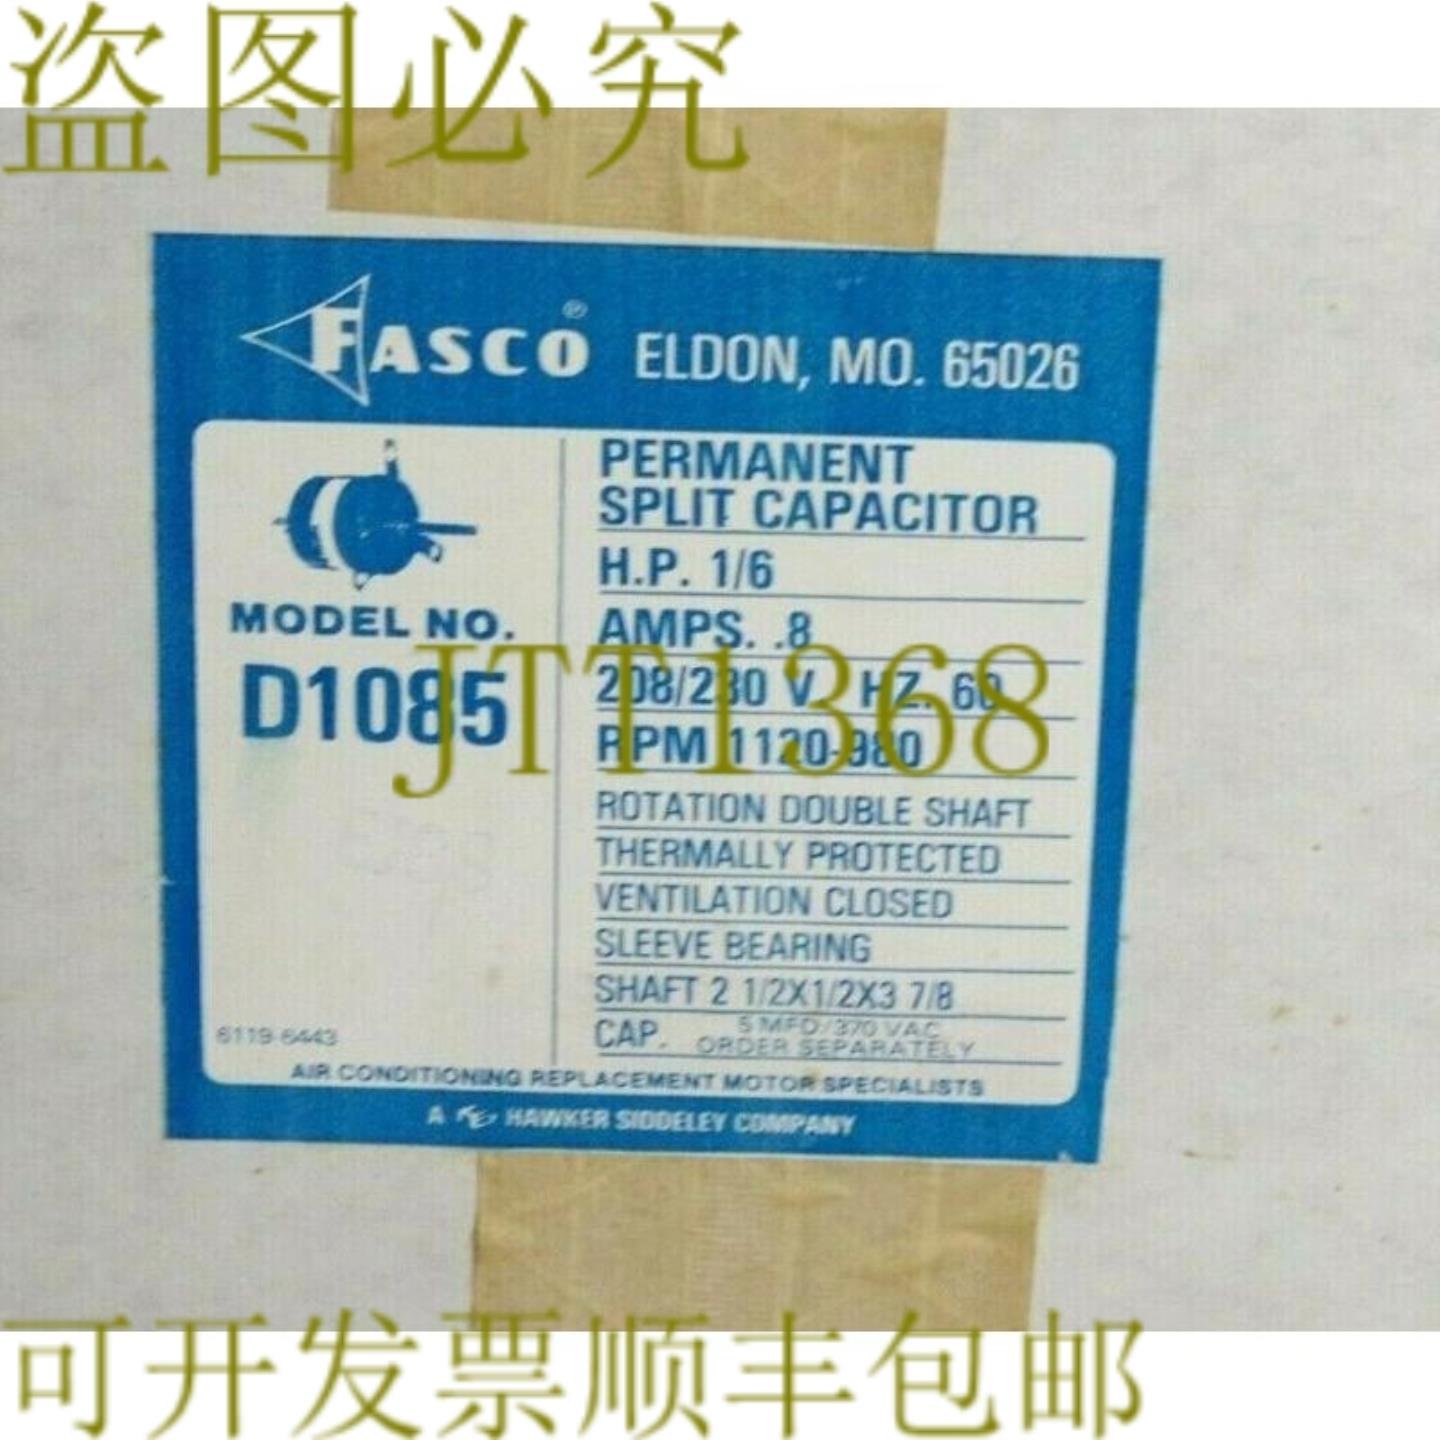 盗图必究
FASCO® ELDON, MO. 65026
PERMANENT
SPLIT CAPACITOR
H.P. 1/6
MODEL NO.
AMPS. .8
D1085
JTT1368
208/230 V. HZ. 60
RPM 1120-980
ROTATION DOUBLE SHAFT
THERMALLY PROTECTED
VENTILATION CLOSED
SLEEVE BEARING
SHAFT 2 1/2X1/2X3 7/8
CAP. 5 MFD/370 VAC
ORDER SEPARATELY
6119-6443
AIR CONDITIONING REPLACEMENT MOTOR SPECIALISTS
A HAWKER SIDDELEY COMPANY
可开发票顺丰包邮